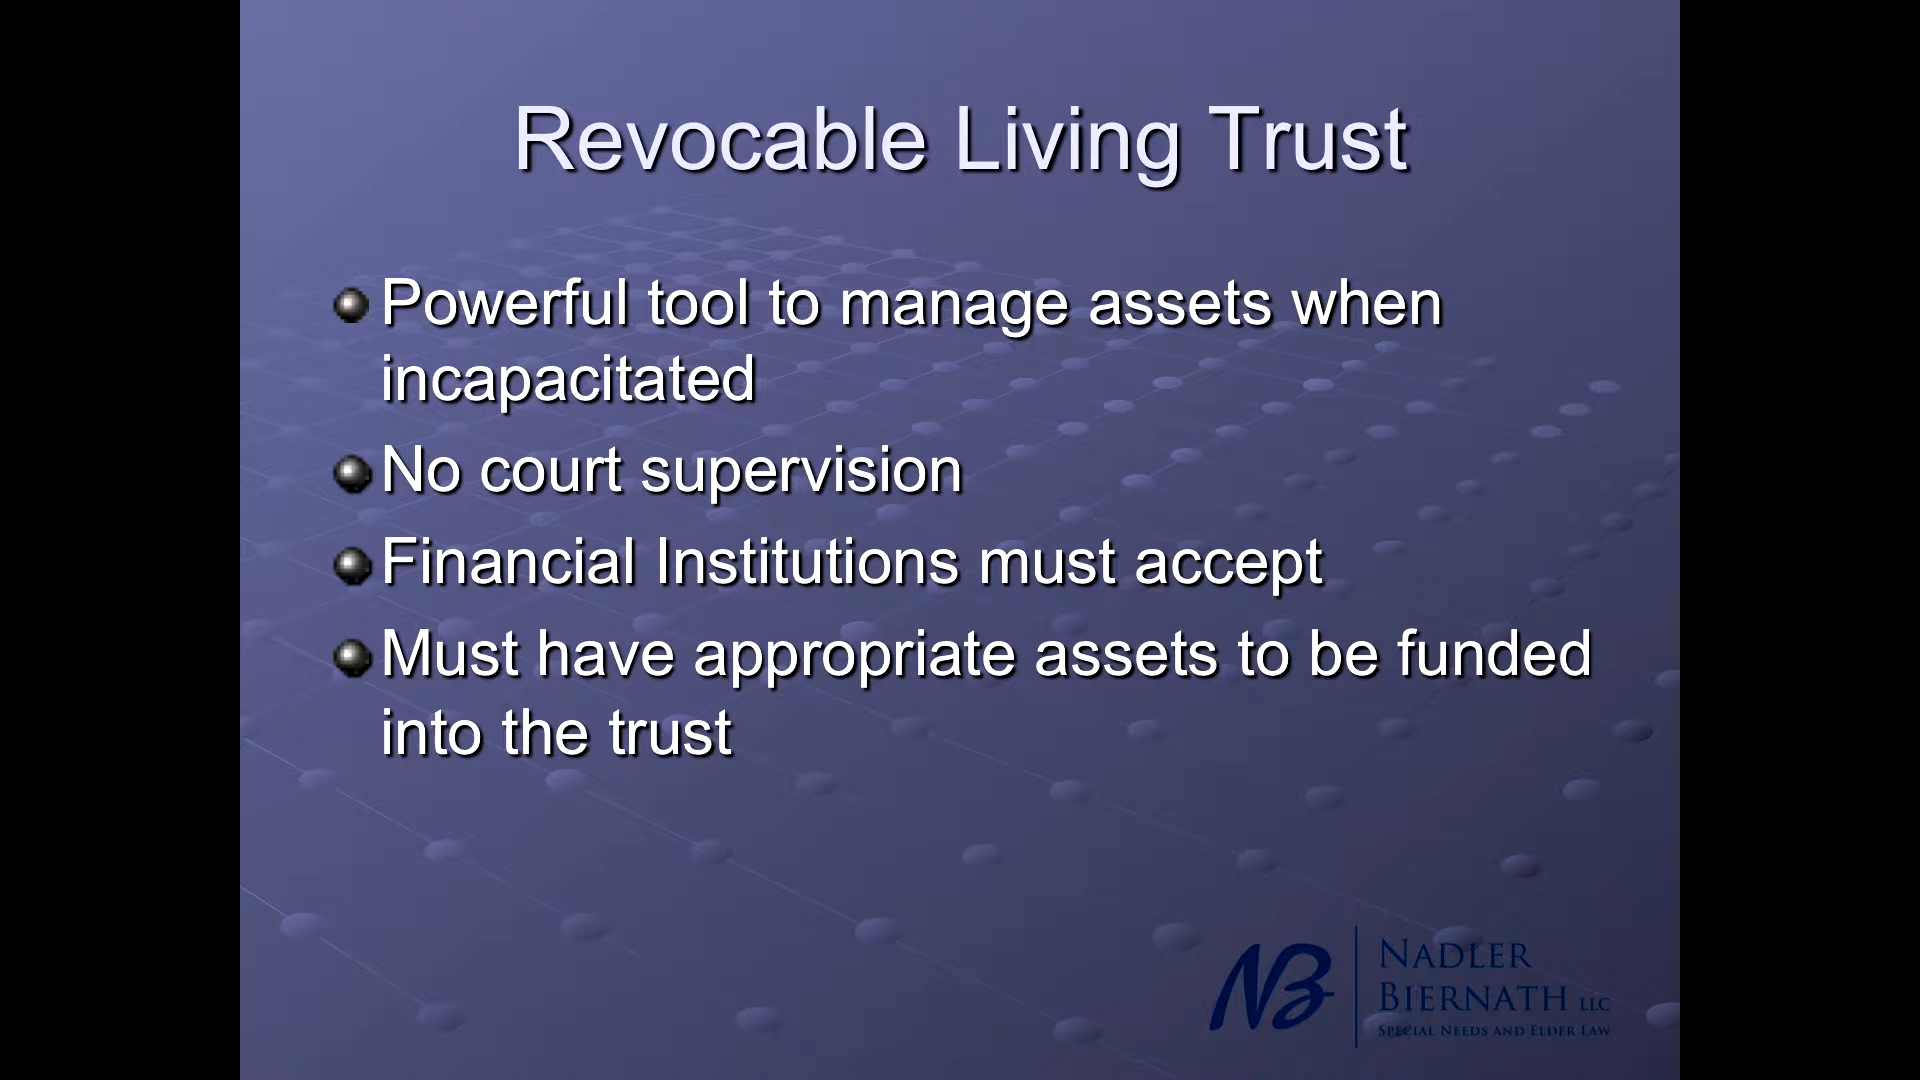 Revocable Living Trust
Powerful tool to manage assets when
incapacitated
No court supervision
Financial Institutions must accept
Must have appropriate assets to be funded
into the trust
NB
NADLER
BIERNATH LLC
SPECIAL NEEDS AND ELDER LAW